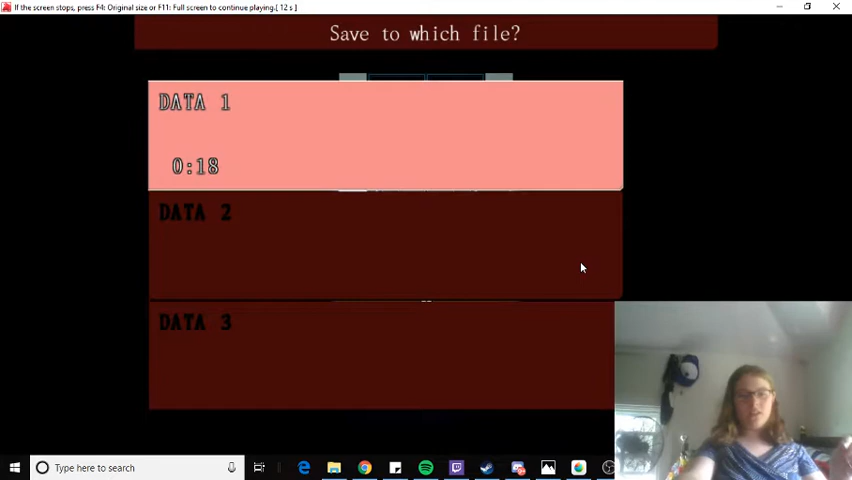 If the screen stops, press F4: Original size or F11: Full screen to continue playing.[ 12 s ]
Save to which file?
DATA 1
0:18
DATA 2
DATA 3
Type here to search